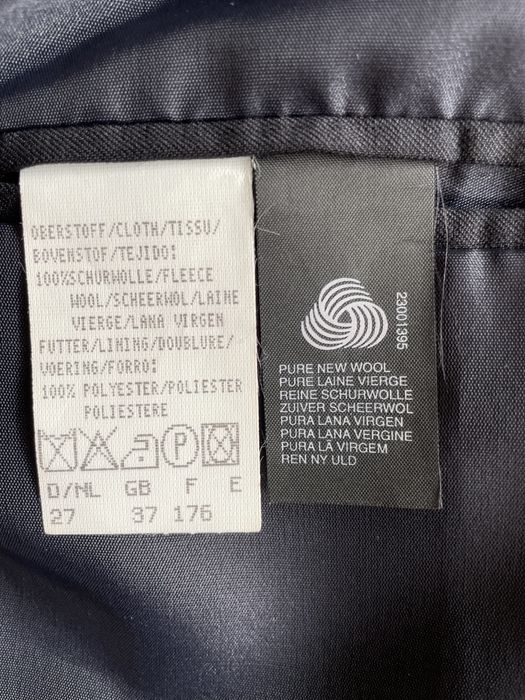 OBERSTOFF/CLOTH/TISSU/
BOVENSTOF/TEJIDO:
100%SCHURWOLLE/FLEECE
WOOL/SCHEERWOL/LAINE
VIERGE/LANA VIRGEN
FUTTER/LINING/DOUBLURE/
VOERING/FORRO:
100% POLYESTER/POLIESTER
POLIESTERE
P
D/NL GB F E
27 37 176
23001395
PURE NEW WOOL
PURE LAINE VIERGE
REINE SCHURWOLLE
ZUIVER SCHEERWOL
PURA LANA VIRGEN
PURA LANA VERGINE
PURA LÃ VIRGEM
REN NY ULD